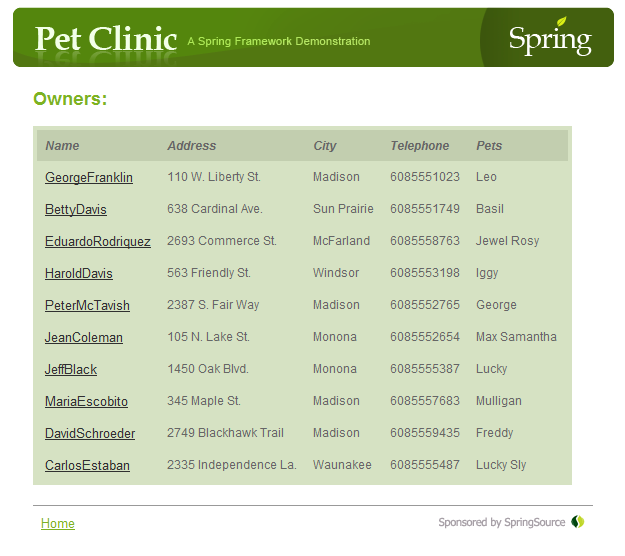 Pet Clinic A Spring Framework Demonstration Spring
Owners:
Name Address City Telephone Pets
GeorgeFranklin 110 W. Liberty St. Madison 6085551023 Leo
BettyDavis 638 Cardinal Ave. Sun Prairie 6085551749 Basil
EduardoRodriquez 2693 Commerce St. McFarland 6085558763 Jewel Rosy
HaroldDavis 563 Friendly St. Windsor 6085553198 Iggy
PeterMcTavish 2387 S. Fair Way Madison 6085552765 George
JeanColeman 105 N. Lake St. Monona 6085552654 Max Samantha
JeffBlack 1450 Oak Blvd. Monona 6085555387 Lucky
MariaEscobito 345 Maple St. Madison 6085557683 Mulligan
DavidSchroeder 2749 Blackhawk Trail Madison 6085559435 Freddy
CarlosEstaban 2335 Independence La. Waunakee 6085555487 Lucky Sly
Home Sponsored by SpringSource